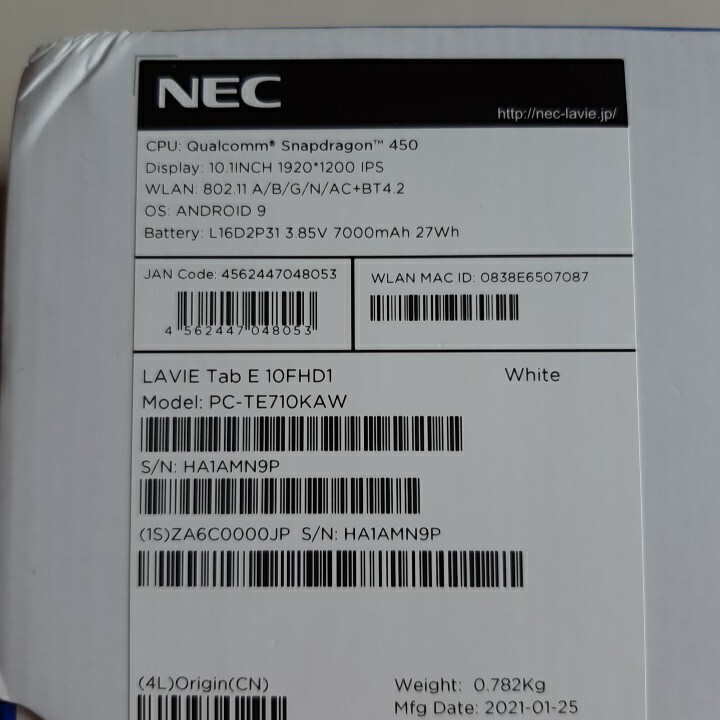 NEC
http://nec-lavie.jp/
CPU: Qualcomm® Snapdragon™ 450
Display: 10.1INCH 1920*1200 IPS
WLAN: 802.11 A/B/G/N/AC+BT4.2
OS: ANDROID 9
Battery: L16D2P31 3.85V 7000mAh 27Wh
JAN Code: 4562447048053
4 562447 048053
WLAN MAC ID: 0838E6507087
LAVIE Tab E 10FHD1 White
Model: PC-TE710KAW
S/N: HA1AMN9P
(1S)ZA6C0000JP S/N: HA1AMN9P
(4L)Origin(CN) Weight: 0.782Kg
Mfg Date: 2021-01-25